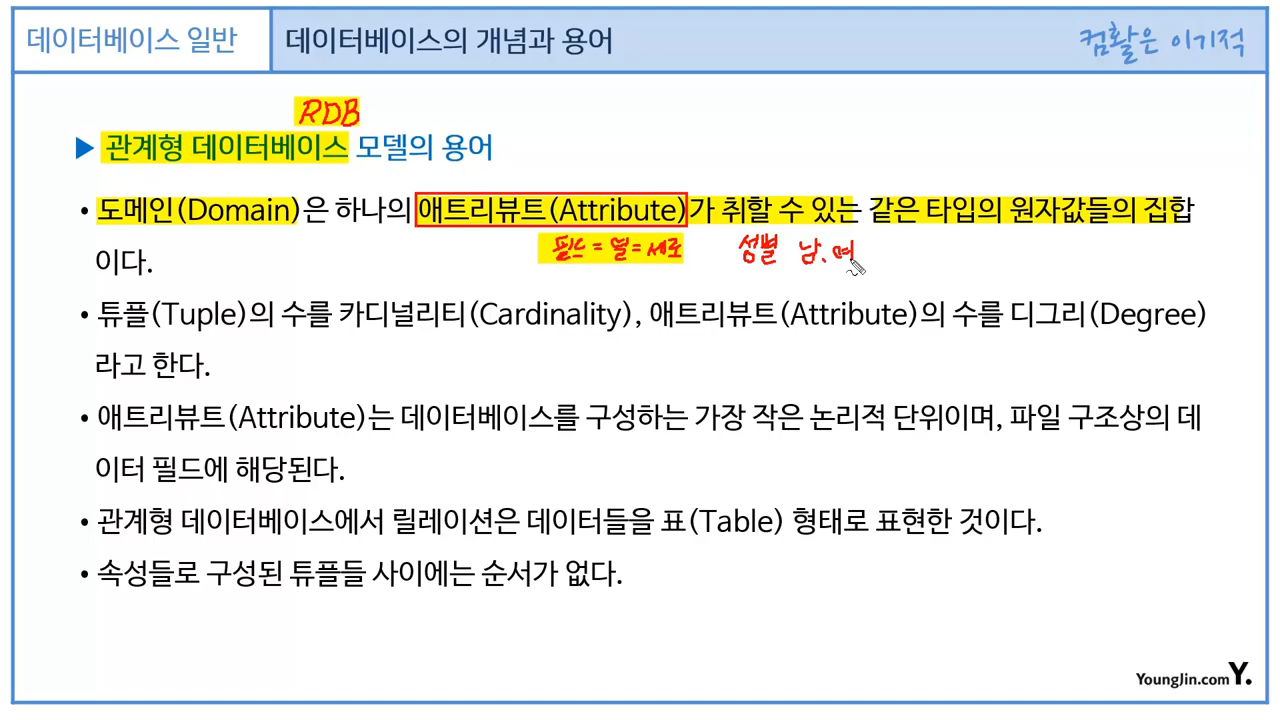 데이터베이스 일반
데이터베이스의 개념과 용어
컴활은 이기적
RDB
▶ 관계형 데이터베이스 모델의 용어
• 도메인(Domain)은 하나의 애트리뷰트(Attribute)가 취할 수 있는 같은 타입의 원자값들의 집합
필드 = 열 = 세로
성별 남, 여
이다.
• 튜플(Tuple)의 수를 카디널리티(Cardinality), 애트리뷰트(Attribute)의 수를 디그리(Degree)
라고 한다.
• 애트리뷰트(Attribute)는 데이터베이스를 구성하는 가장 작은 논리적 단위이며, 파일 구조상의 데
이터 필드에 해당된다.
• 관계형 데이터베이스에서 릴레이션은 데이터들을 표(Table) 형태로 표현한 것이다.
• 속성들로 구성된 튜플들 사이에는 순서가 없다.
YoungJin.com Y.